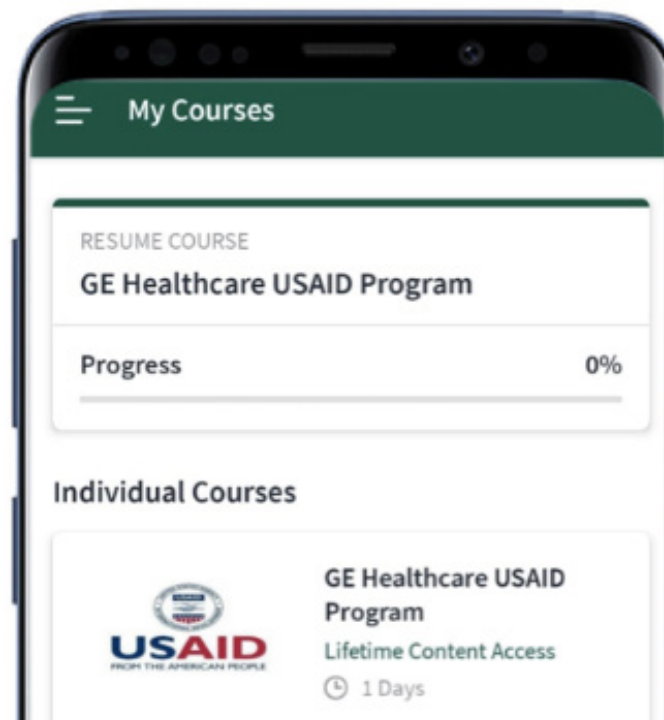 My Courses
RESUME COURSE
GE Healthcare USAID Program
Progress 0%
Individual Courses
GE Healthcare USAID
Program
USAID
FROM THE AMERICAN PEOPLE
Lifetime Content Access
1 Days